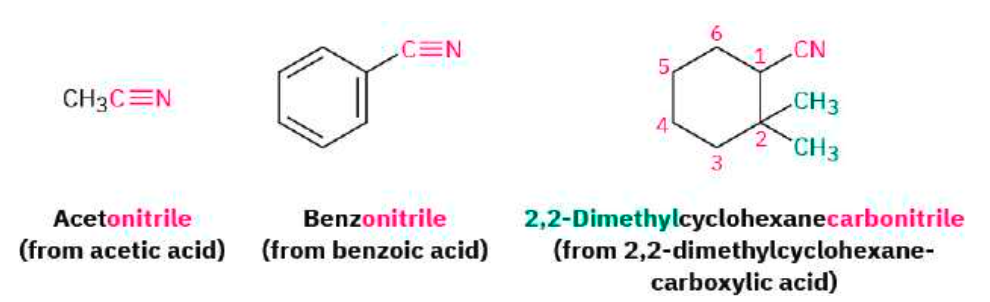 CH₃C≡N
C≡N
6
1
CN
5
CH₃
4
2
CH₃
3
Acetonitrile
(from acetic acid)
Benzonitrile
(from benzoic acid)
2,2-Dimethylcyclohexanecarbonitrile
(from 2,2-dimethylcyclohexane-
carboxylic acid)